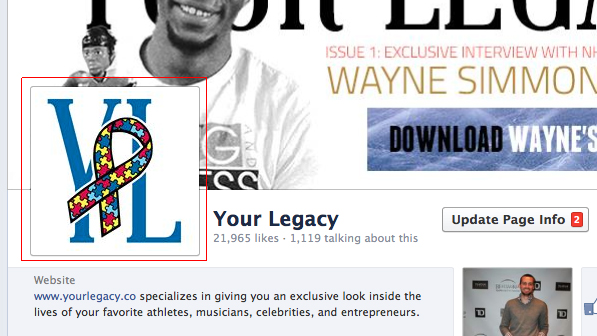 YOUR LEGA
ISSUE 1: EXCLUSIVE INTERVIEW WITH NH
WAYNE SIMMON
DOWNLOAD WAYNE'S
YL
Your Legacy
21,965 likes · 1,119 talking about this
Update Page Info 2
Website
www.yourlegacy.co specializes in giving you an exclusive look inside the
lives of your favorite athletes, musicians, celebrities, and entrepreneurs.